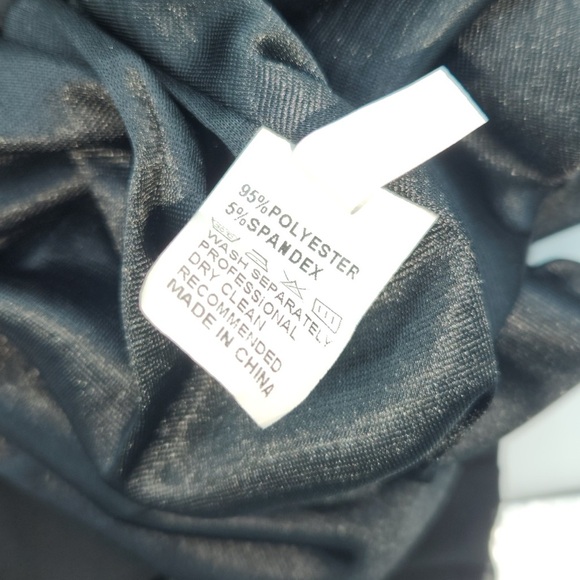 95%POLYESTER
5%SPANDEX
WASH SEPARATELY
PROFESSIONAL
DRY CLEAN
RECOMMENDED
MADE IN CHINA